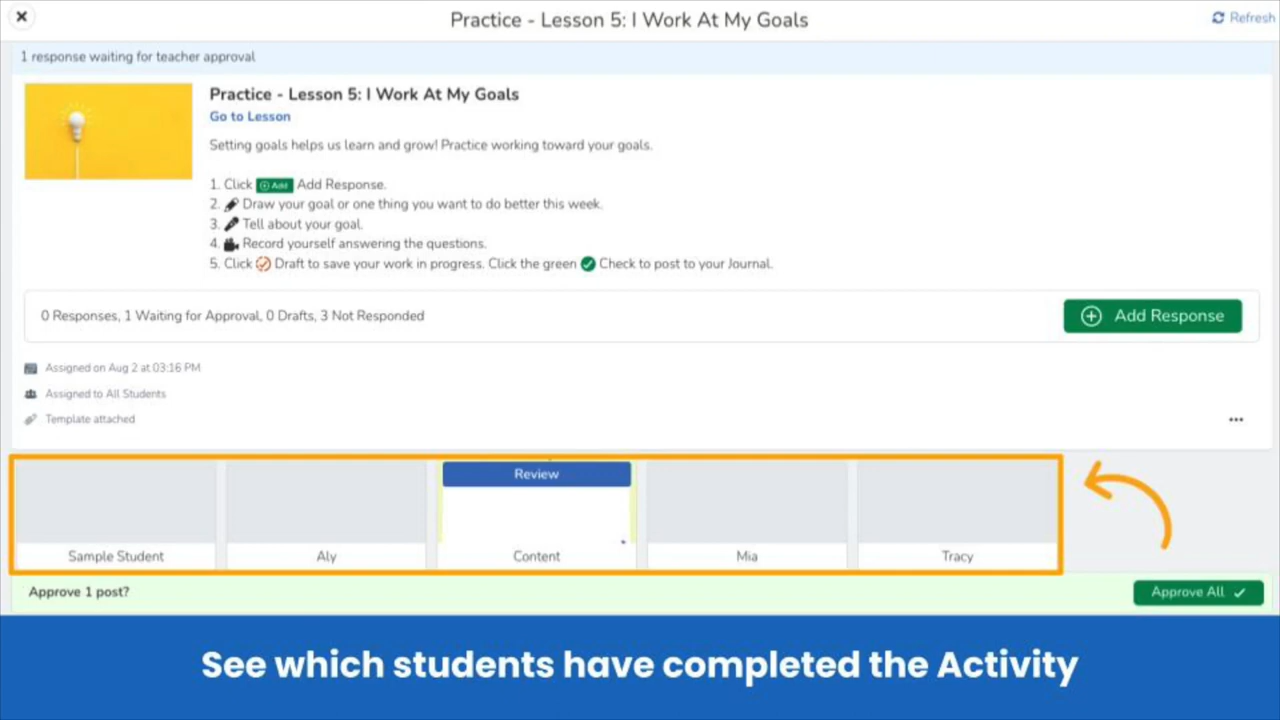 Practice - Lesson 5: I Work At My Goals
Refresh
1 response waiting for teacher approval
Practice - Lesson 5: I Work At My Goals
Go to Lesson
Setting goals helps us learn and grow! Practice working toward your goals.
1. Click Add Add Response.
2. Draw your goal or one thing you want to do better this week.
3. Tell about your goal.
4. Record yourself answering the questions.
5. Click Draft to save your work in progress. Click the green Check to post to your Journal.
0 Responses, 1 Waiting for Approval, 0 Drafts, 3 Not Responded
Add Response
Assigned on Aug 2 at 03:16 PM
Assigned to All Students
Template attached
Review
Sample Student
Aly
Content
Mia
Tracy
Approve 1 post?
Approve All
See which students have completed the Activity